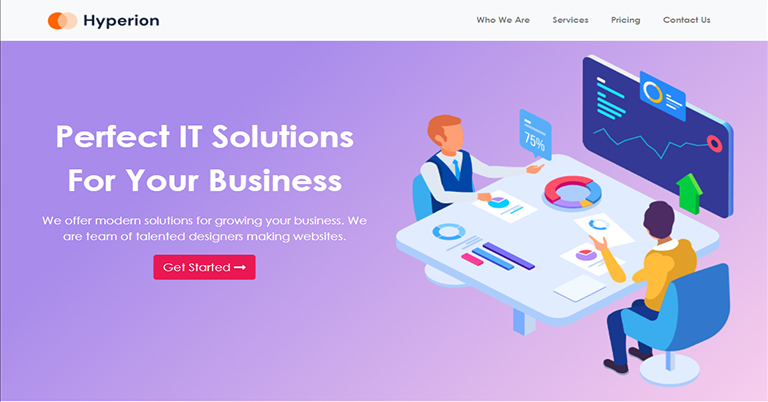 Hyperion
Who We Are
Services
Pricing
Contact Us
Perfect IT Solutions
For Your Business
We offer modern solutions for growing your business. We
are team of talented designers making websites.
Get Started ➞
75%